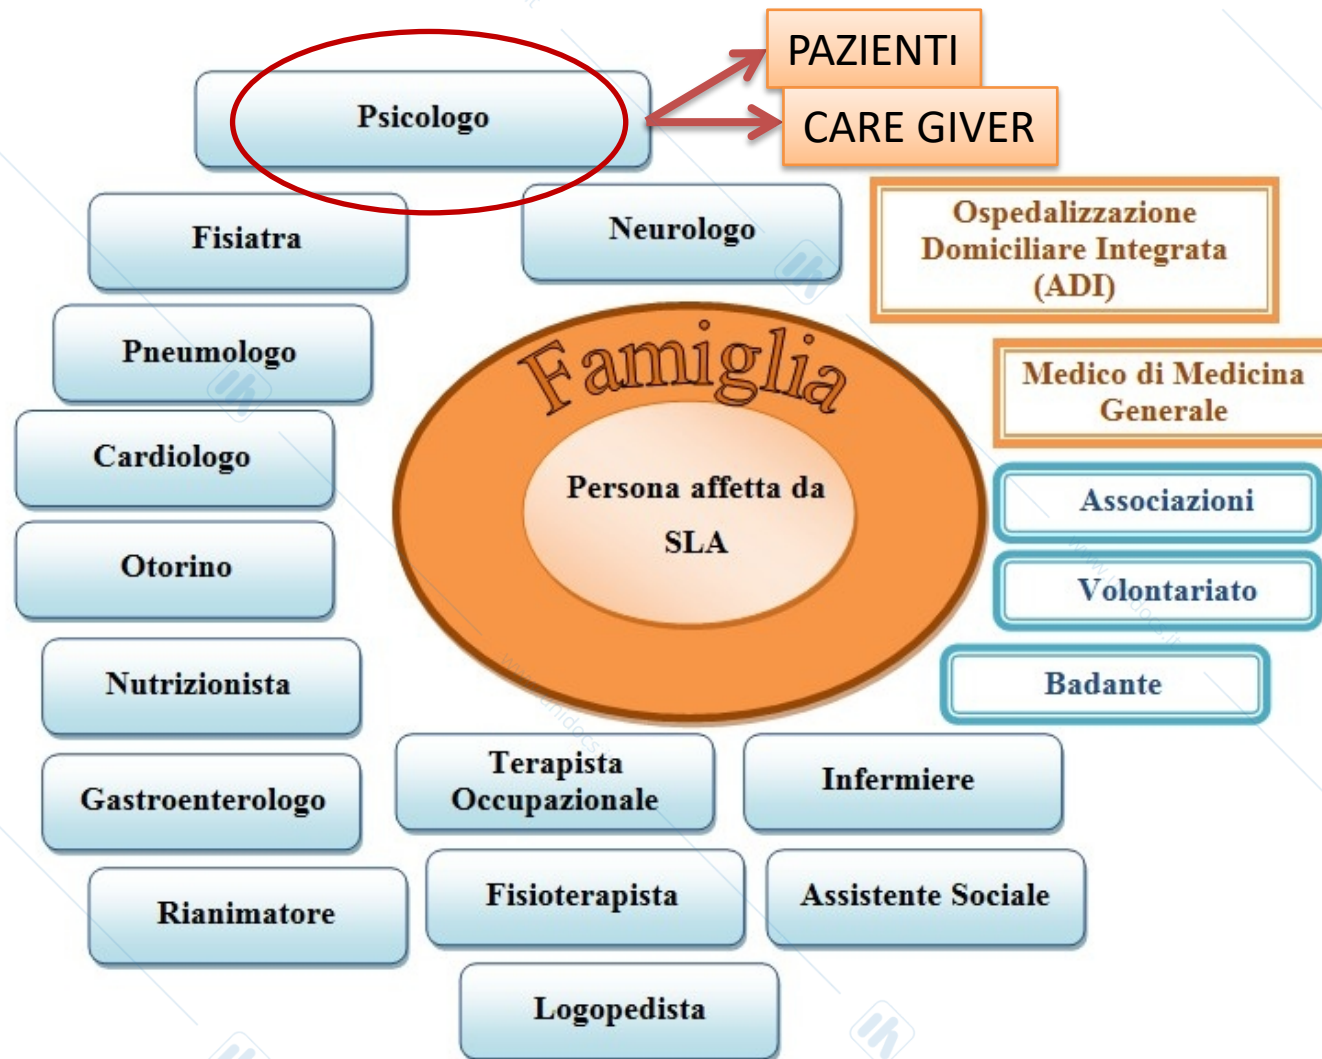 PAZIENTI
Psicologo
CARE GIVER
Fisiatra
Neurologo
Ospedalizzazione
Domiciliare Integrata
(ADI)
Pneumologo
Famiglia
Medico di Medicina
Generale
Cardiologo
Persona affetta da
SLA
Associazioni
Otorino
Volontariato
Nutrizionista
Badante
Gastroenterologo
Terapista
Occupazionale
Infermiere
Rianimatore
Fisioterapista
Assistente Sociale
Logopedista